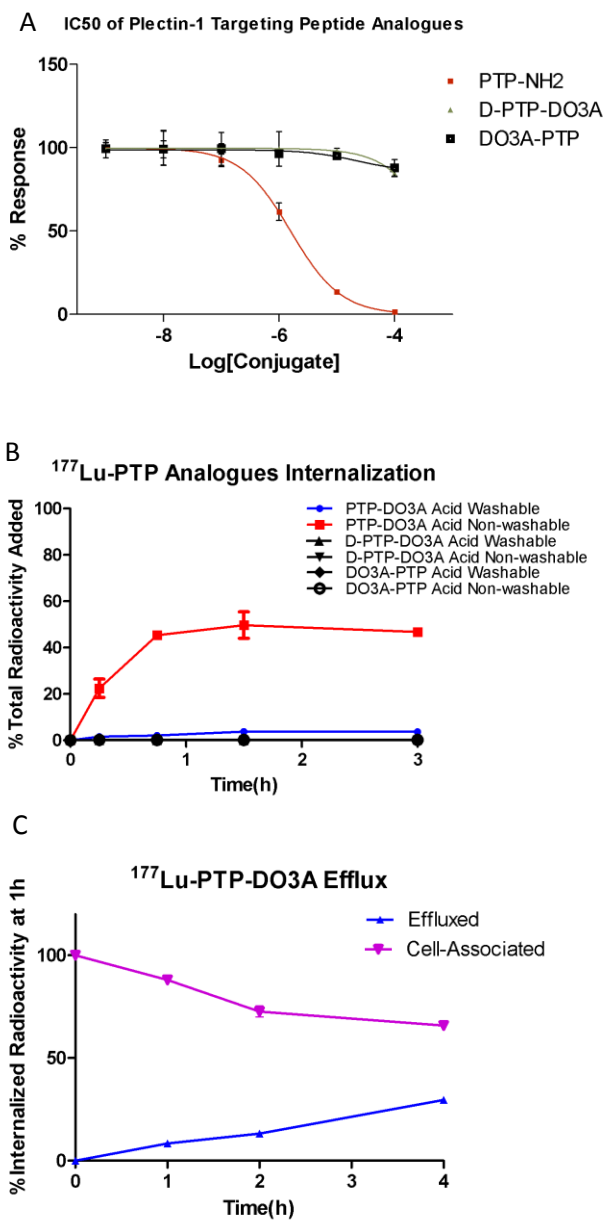 A
IC50 of Plectin-1 Targeting Peptide Analogues
150
100
50
0
% Response
-8
-6
-4
Log[Conjugate]
PTP-NH2
D-PTP-DO3A
DO3A-PTP
B
177Lu-PTP Analogues Internalization
100
80
60
40
20
0
% Total Radioactivity Added
0
1
2
3
Time(h)
PTP-DO3A Acid Washable
PTP-DO3A Acid Non-washable
D-PTP-DO3A Acid Washable
D-PTP-DO3A Acid Non-washable
DO3A-PTP Acid Washable
DO3A-PTP Acid Non-washable
C
177Lu-PTP-DO3A Efflux
100
50
0
%Internalized Radioactivity at 1h
0
1
2
3
4
Time(h)
Effluxed
Cell-Associated